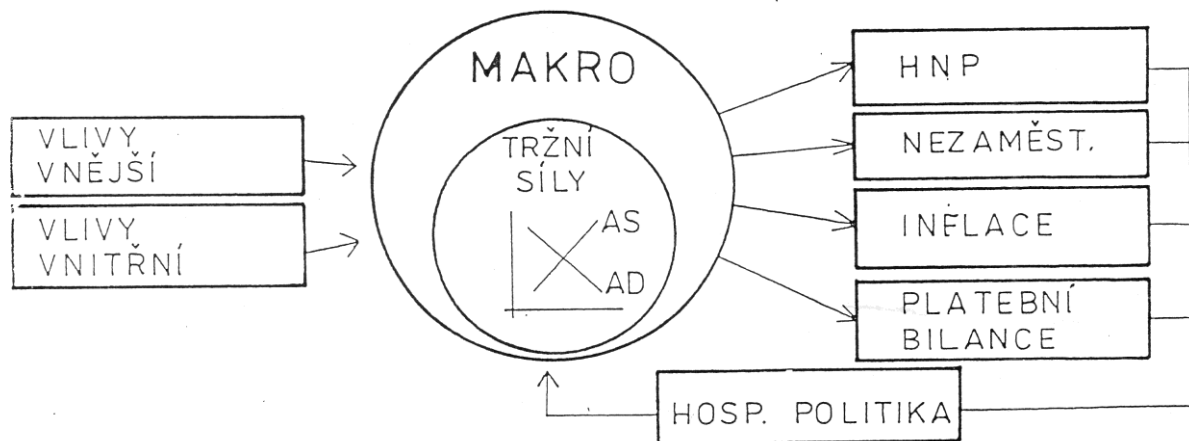 MAKRO
TRŽNÍ
SÍLY
AS
AD
VLIVY
VNĚJŠÍ
VLIVY
VNITŘNÍ
HNP
NEZAMĚST.
INFLACE
PLATEBNÍ
BILANCE
HOSP. POLITIKA